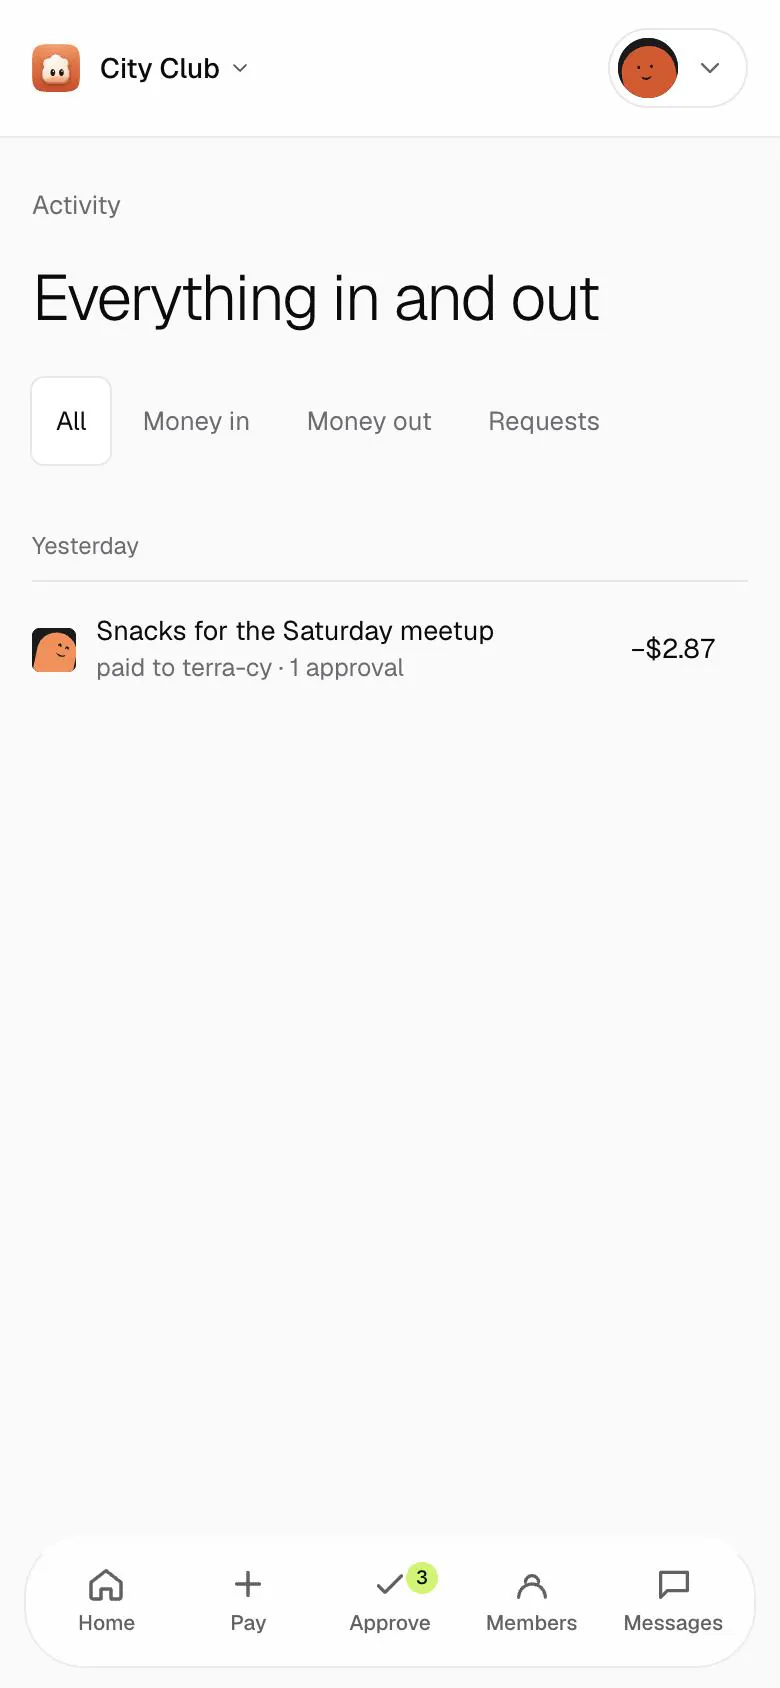 City Club
Activity
Everything in and out
All Money in Money out Requests
Yesterday
Snacks for the Saturday meetup
paid to terra-cy · 1 approval
−$2.87
3
Home Pay Approve Members Messages